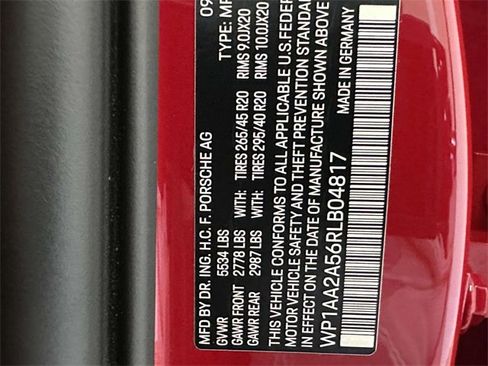 09
MFD. BY DR. ING. H.C. F. PORSCHE AG
TYPE: MP
GVWR 5534 LBS
GAWR FRONT 2778 LBS WITH: TIRES 265/45 R20 RIMS 9.0JX20
GAWR REAR 2987 LBS WITH: TIRES 295/40 R20 RIMS 10.0JX20
THIS VEHICLE CONFORMS TO ALL APPLICABLE U.S. FEDER
MOTOR VEHICLE SAFETY AND THEFT PREVENTION STANDAR
IN EFFECT ON THE DATE OF MANUFACTURE SHOWN ABOVE
WP1AA2A56RLB04817 MADE IN GERMANY